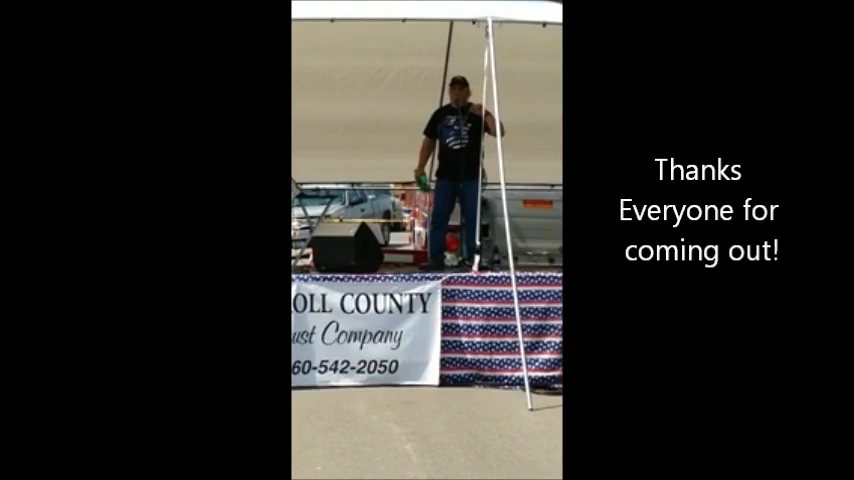 Thanks
Everyone for
coming out!
OLL COUNTY
ust Company
60-542-2050